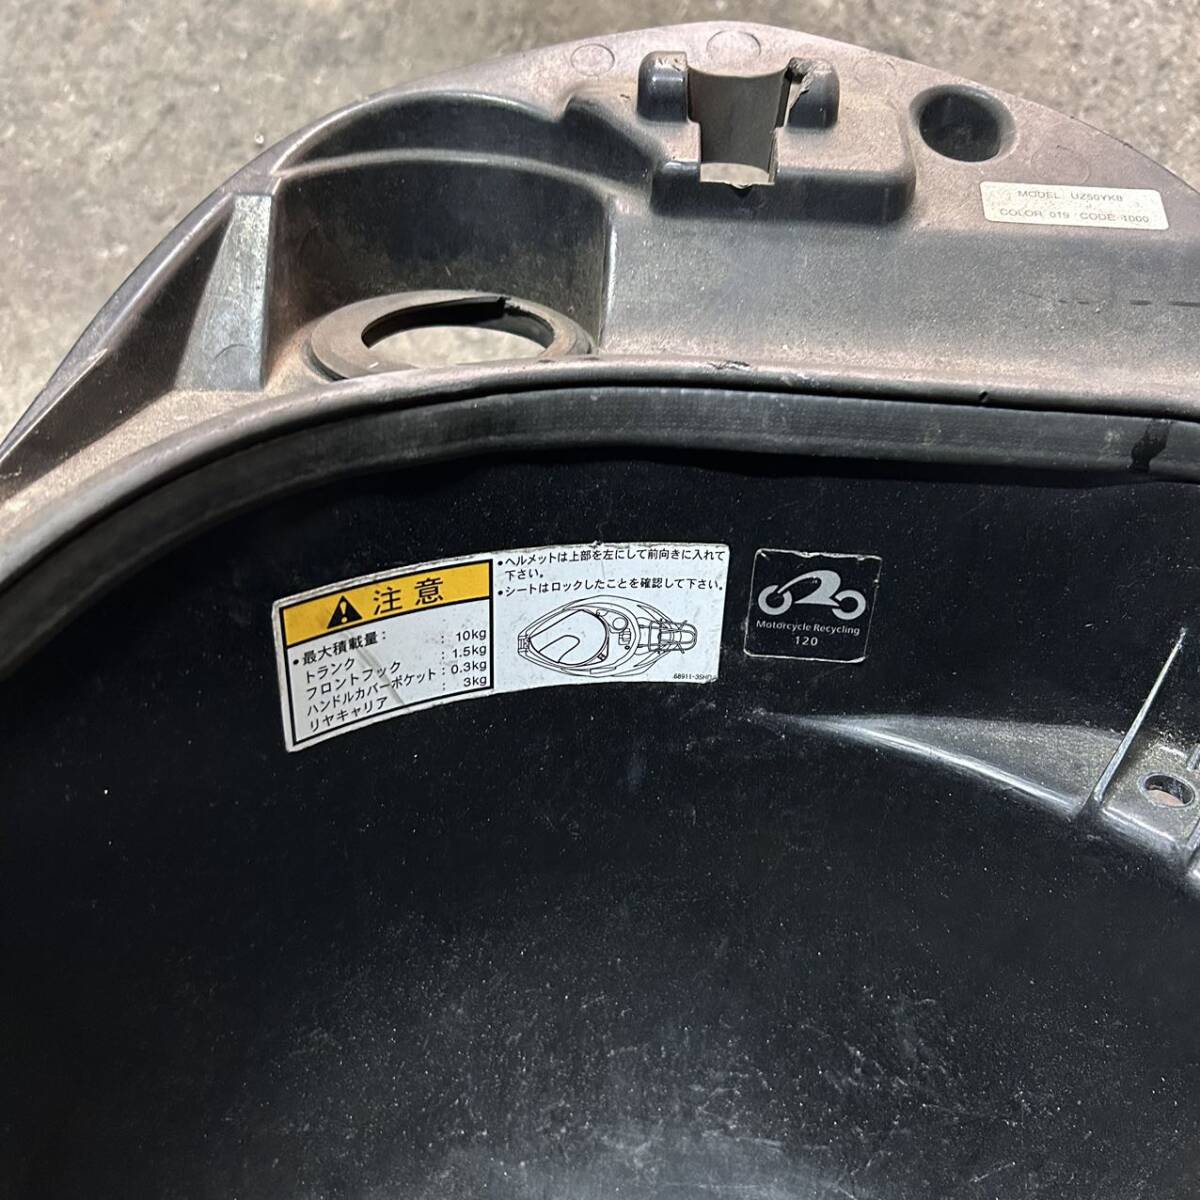 MODEL UZ50YK8
COLOR 019 CODE 1000
注意
・最大積載量：
トランク : 10kg
フロントフック : 1.5kg
ハンドルカバーポケット : 0.3kg
リヤキャリア : 3kg
・ヘルメットは上部を左にして前向きに入れて
下さい。
・シートはロックしたことを確認して下さい。
Motorcycle Recycling
120